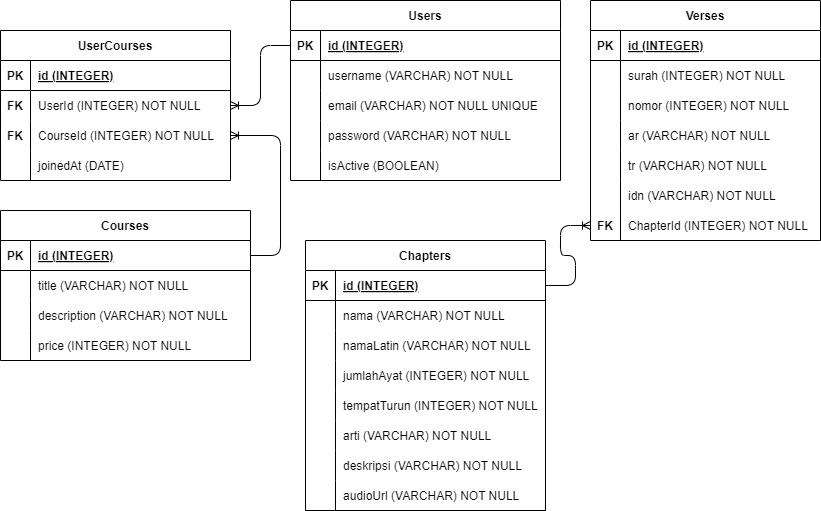 UserCourses
PK id (INTEGER)
FK UserId (INTEGER) NOT NULL
FK CourseId (INTEGER) NOT NULL
joinedAt (DATE)
Users
PK id (INTEGER)
username (VARCHAR) NOT NULL
email (VARCHAR) NOT NULL UNIQUE
password (VARCHAR) NOT NULL
isActive (BOOLEAN)
Verses
PK id (INTEGER)
surah (INTEGER) NOT NULL
nomor (INTEGER) NOT NULL
ar (VARCHAR) NOT NULL
tr (VARCHAR) NOT NULL
idn (VARCHAR) NOT NULL
FK ChapterId (INTEGER) NOT NULL
Courses
PK id (INTEGER)
title (VARCHAR) NOT NULL
description (VARCHAR) NOT NULL
price (INTEGER) NOT NULL
Chapters
PK id (INTEGER)
nama (VARCHAR) NOT NULL
namaLatin (VARCHAR) NOT NULL
jumlahAyat (INTEGER) NOT NULL
tempatTurun (INTEGER) NOT NULL
arti (VARCHAR) NOT NULL
deskripsi (VARCHAR) NOT NULL
audioUrl (VARCHAR) NOT NULL